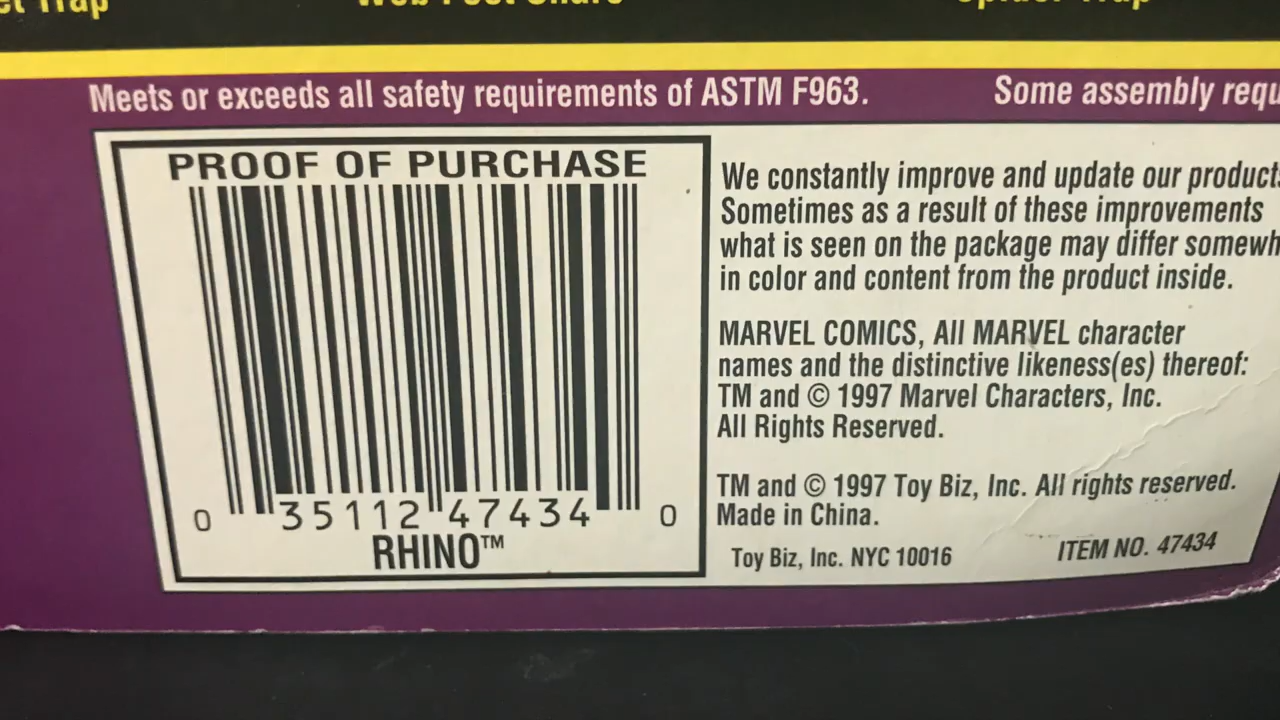 Trap
Web
Meets or exceeds all safety requirements of ASTM F963.
Some assembly
PROOF OF PURCHASE
0 35112 47434 0
RHINO™
We constantly improve and update our
Sometimes as a result of these improvements
what is seen on the package may differ
in color and content from the product inside.
MARVEL COMICS, All MARVEL character
names and the distinctive likeness(es) thereof:
TM and © 1997 Marvel Characters, Inc.
All Rights Reserved.
TM and © 1997 Toy Biz, Inc. All rights reserved.
Made in China.
Toy Biz, Inc. NYC 10016
ITEM NO. 47434